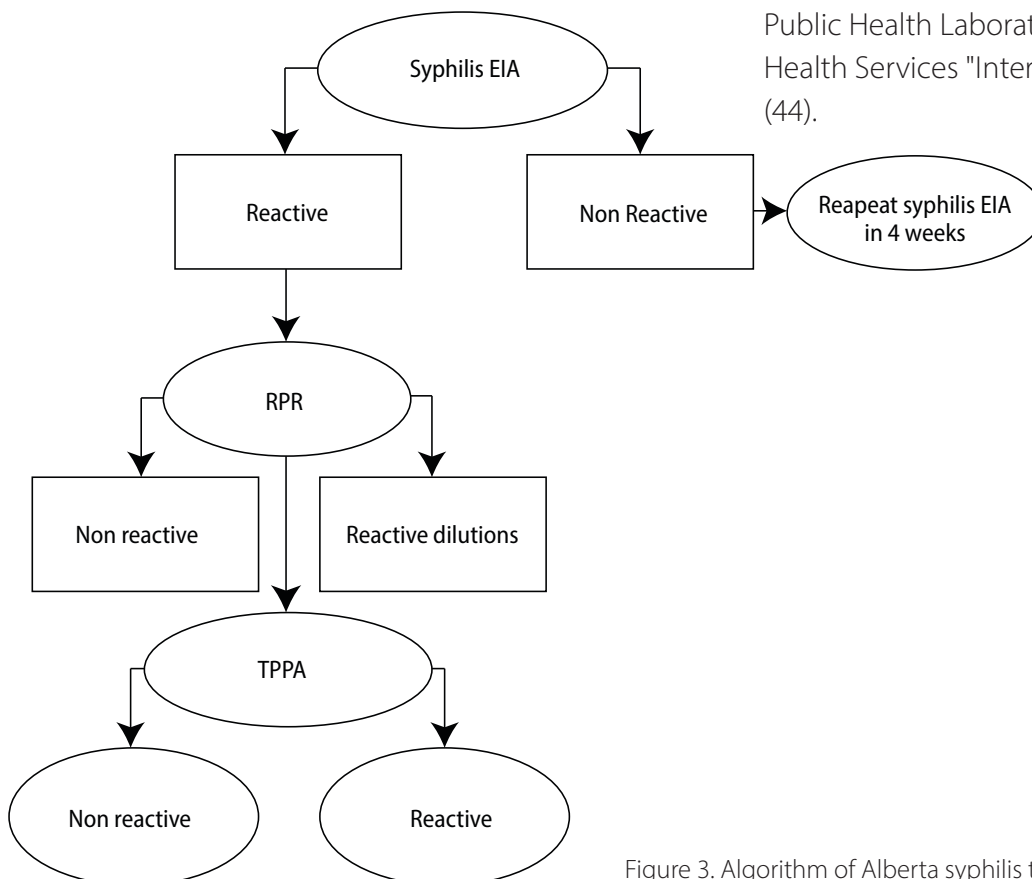 Public Health Laborat
Health Services "Inter
(44).
Syphilis EIA
Reactive
Non Reactive
Reapeat syphilis EIA
in 4 weeks
RPR
Non reactive
Reactive dilutions
TPPA
Non reactive
Reactive
Figure 3. Algorithm of Alberta syphilis t